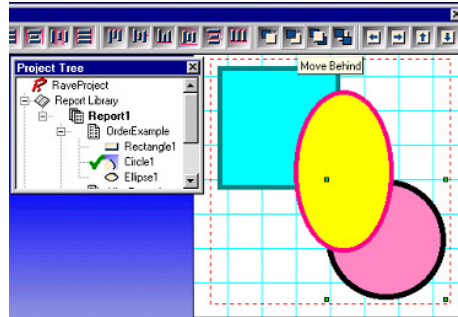 Move Behind
Project Tree
RaveProject
Report Library
Report1
OrderExample
Rectangle1
Circle1
Ellipse1